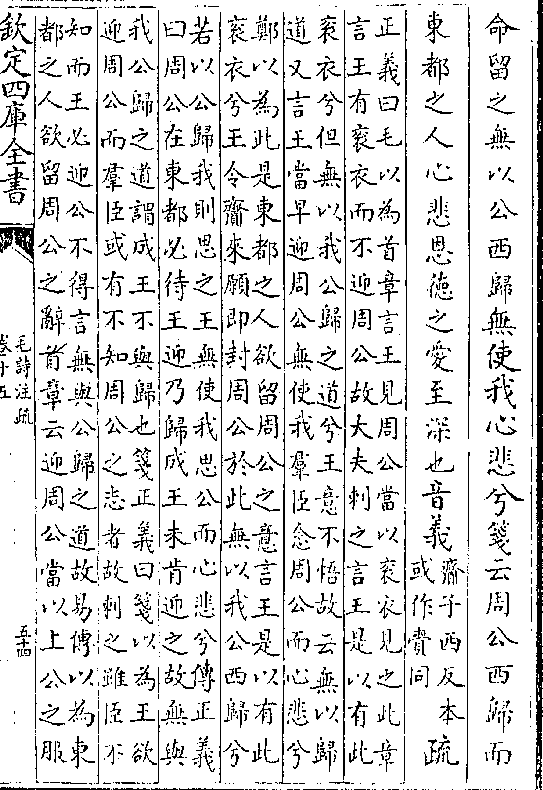 命留之無以公西歸無使我心悲兮箋云周公西歸而
東都之人心悲恩德之愛至深也音義齎子西反本
或作賫同疏
正義曰毛以為首章言王見周公當以衮衣見之此章
言王有衮衣而不迎周公故大夫刺之言王是以有此
衮衣兮但無以我公歸之道兮王意不悟故云無以歸
道又言王當早迎周公無使我羣臣念周公而心悲兮
鄭以為此是東都之人欲留周公之意言王是以有此
衮衣兮王令齎來願即封周公於此無以我公西歸兮
若以公歸我則思之王無使我思公而心悲兮傳正義
曰周公在東都必待王迎乃歸成王未肯迎之故無與
我公歸之道謂成王不與歸也箋正義曰箋以為王欲
迎周公而羣臣或有不知周公之志者故刺之雖臣不
知而王必迎公不得言無與公歸之道故易傳以為東
都之人欲留周公之辭首章云迎周公當以上公之服
欽定四庫全書
毛詩注疏
卷十五
五十四